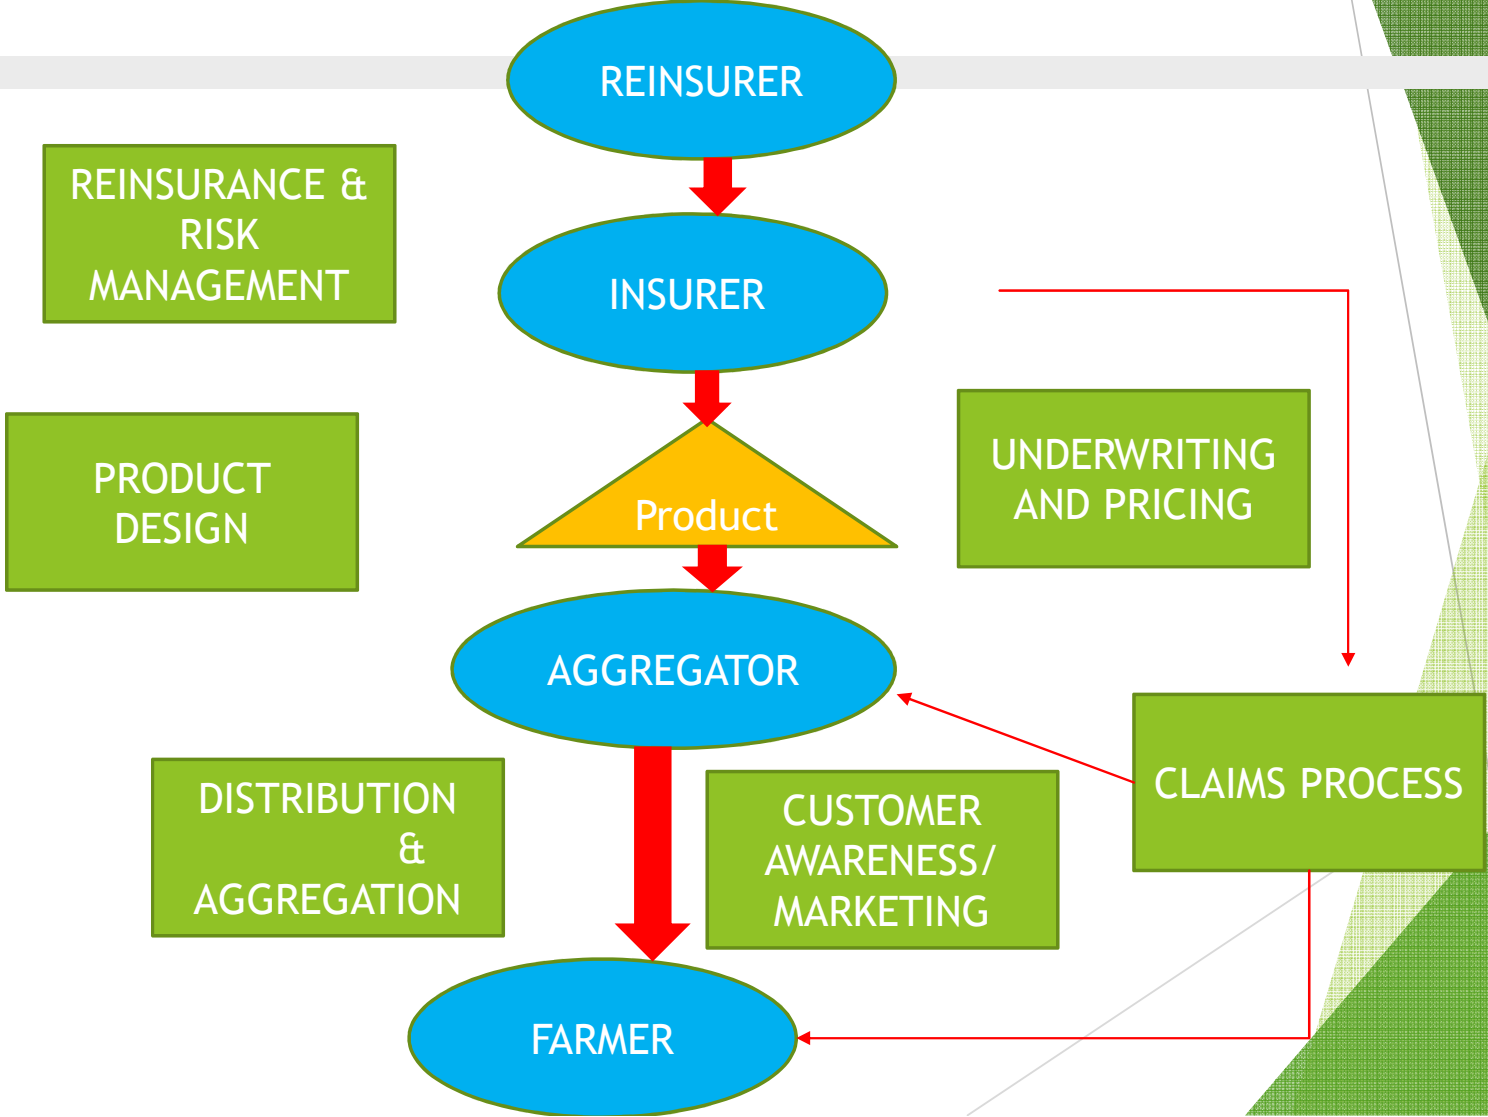 REINSURER
REINSURANCE &
RISK
MANAGEMENT
INSURER
PRODUCT
DESIGN
Product
UNDERWRITING
AND PRICING
AGGREGATOR
DISTRIBUTION
&
AGGREGATION
CUSTOMER
AWARENESS/
MARKETING
CLAIMS PROCESS
FARMER